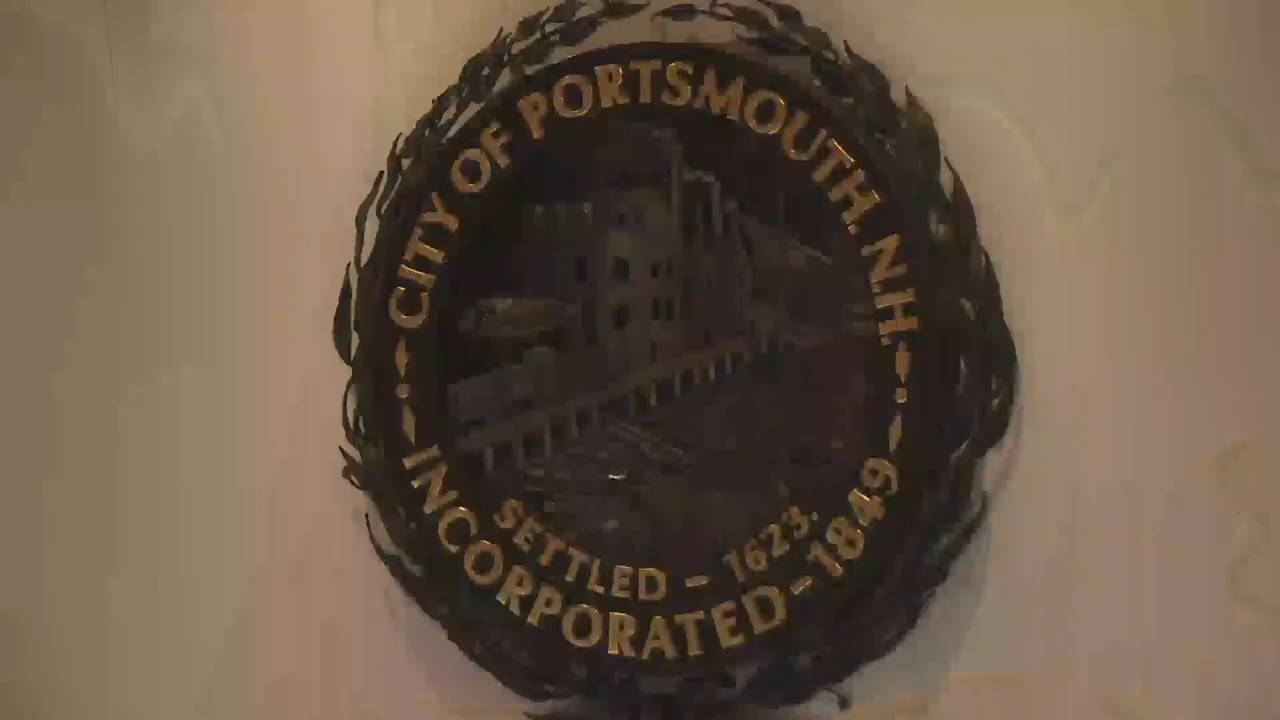 CITY OF PORTSMOUTH. N.H.
SETTLED – 1623.
INCORPORATED – 1849